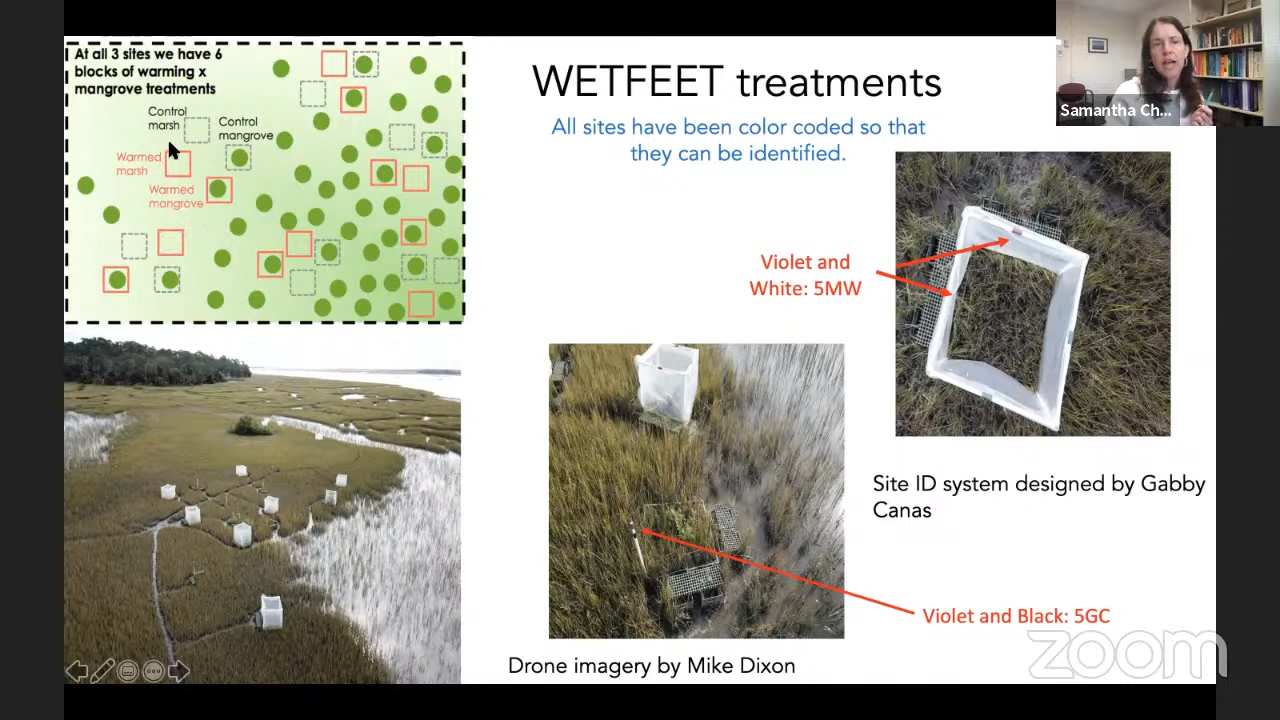 At all 3 sites we have 6
blocks of warming x
mangrove treatments
Control
marsh
Control
mangrove
Warmed
marsh
Warmed
mangrove
WETFEET treatments
All sites have been color coded so that
they can be identified.
Samantha Ch...
Violet and
White: 5MW
Site ID system designed by Gabby
Canas
Violet and Black: 5GC
Drone imagery by Mike Dixon
zoom